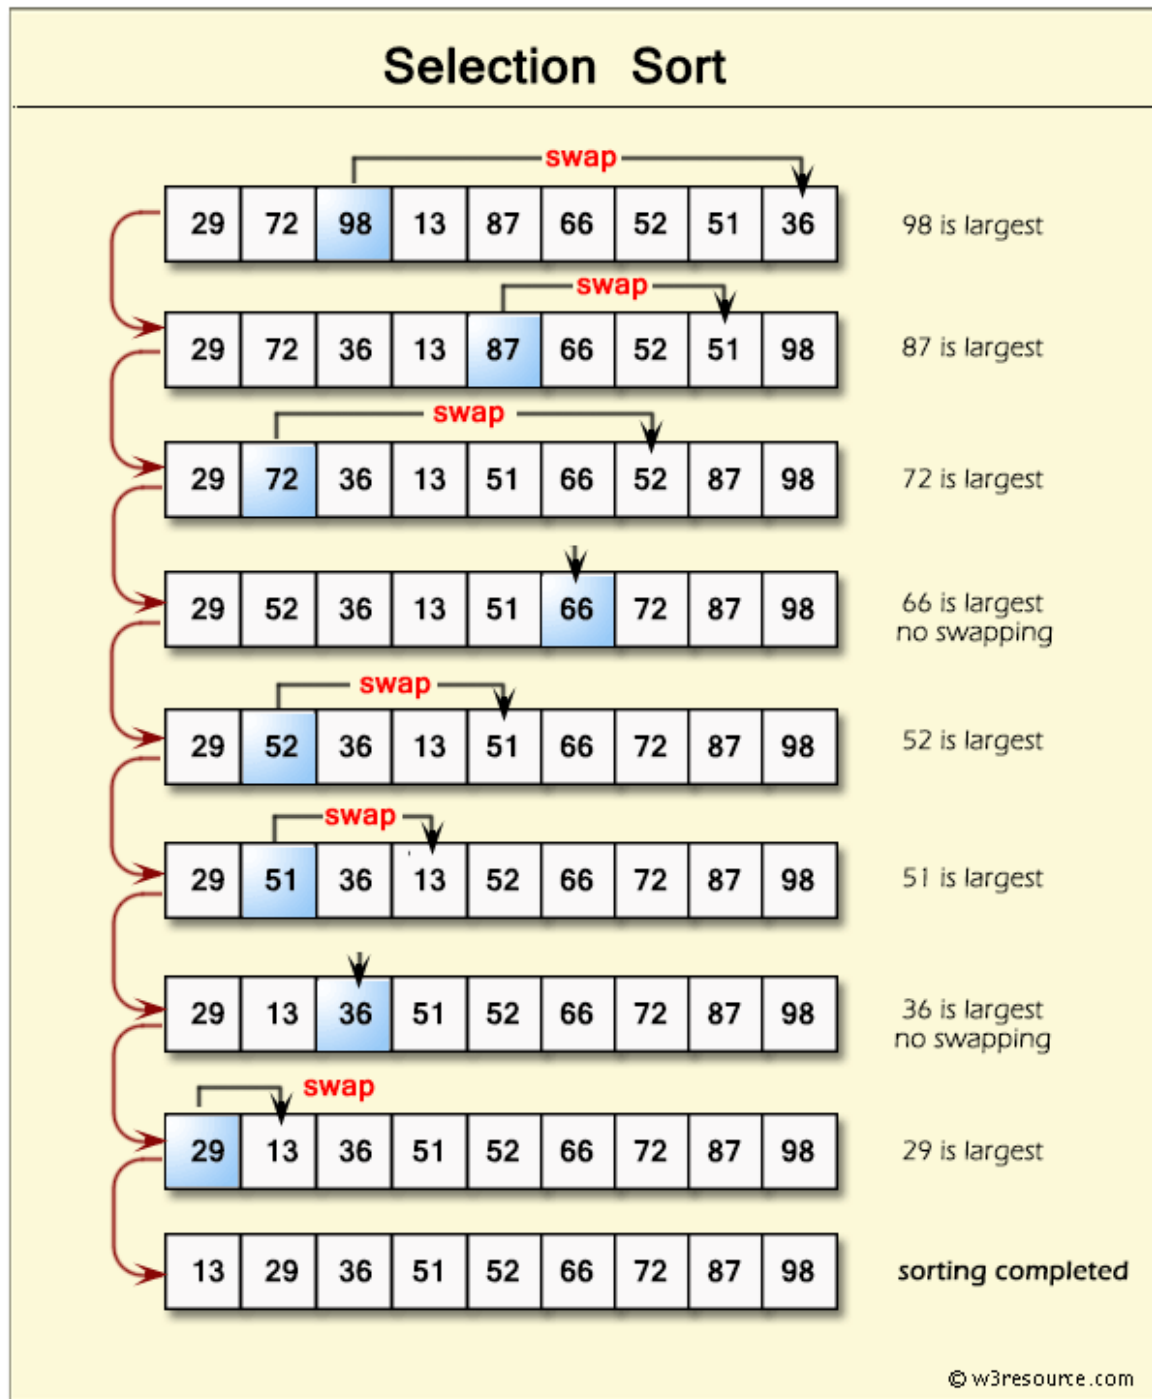 Selection Sort
swap
29 72 98 13 87 66 52 51 36
98 is largest
swap
29 72 36 13 87 66 52 51 98
87 is largest
swap
29 72 36 13 51 66 52 87 98
72 is largest
29 52 36 13 51 66 72 87 98
66 is largest
no swapping
swap
29 52 36 13 51 66 72 87 98
52 is largest
swap
29 51 36 13 52 66 72 87 98
51 is largest
29 13 36 51 52 66 72 87 98
36 is largest
no swapping
swap
29 13 36 51 52 66 72 87 98
29 is largest
13 29 36 51 52 66 72 87 98
sorting completed
© w3resource.com